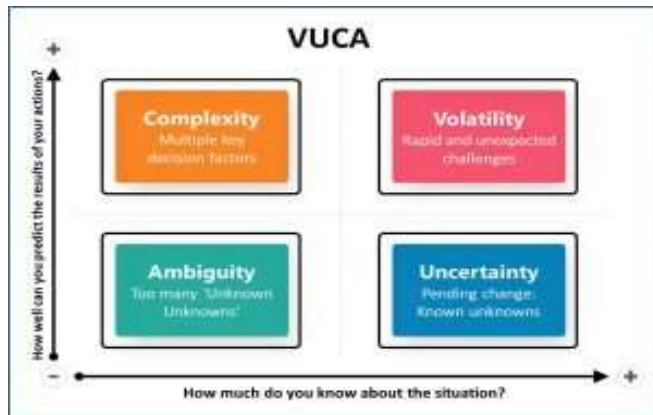 VUCA
+
How well can you predict the results of your actions?
Complexity
Multiple key
decision factors
Volatility
Rapid and unexpected
challenges
Ambiguity
Too many 'Unknown
Unknowns'
Uncertainty
Pending change:
Known unknowns
−
+
How much do you know about the situation?